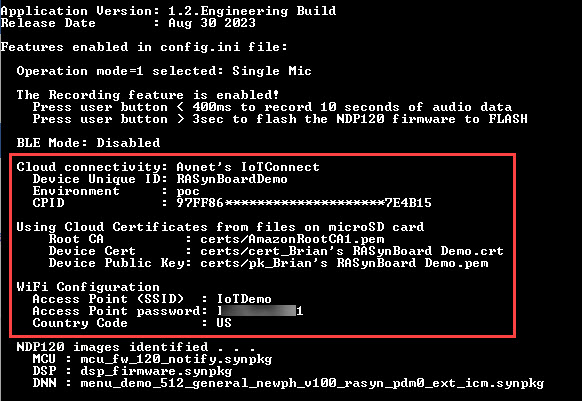 Application Version: 1.2.Engineering Build
Release Date       : Aug 30 2023
Features enabled in config.ini file:
Operation mode=1 selected: Single Mic
The Recording feature is enabled!
Press user button < 400ms to record 10 seconds of audio data
Press user button > 3sec to flash the NDP120 firmware to FLASH
BLE Mode: Disabled
Cloud connectivity: Avnet's IoTConnect
Device Unique ID: RASynBoardDemo
Environment     : poc
CPID            : 97FF86********************7E4B15
Using Cloud Certificates from files on microSD card
Root CA          : certs/AmazonRootCA1.pem
Device Cert      : certs/cert_Brian's RASynBoard Demo.crt
Device Public Key: certs/pk_Brian's RASynBoard Demo.pem
WiFi Configuration
Access Point (SSID)  : IoTDemo
Access Point password:
Country Code         : US
NDP120 images identified . . .
MCU : mcu_fw_120_notify.synpkg
DSP : dsp_firmware.synpkg
DNN : menu_demo_512_general_newph_v100_rasyn_pdm0_ext_icm.synpkg